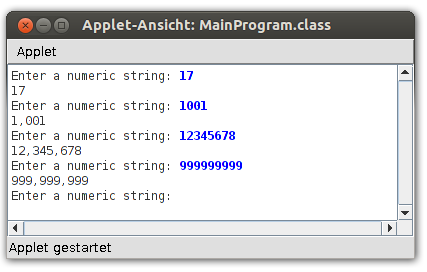 Applet-Ansicht: MainProgram.class
Applet
Enter a numeric string: 17
17
Enter a numeric string: 1001
1,001
Enter a numeric string: 12345678
12,345,678
Enter a numeric string: 999999999
999,999,999
Enter a numeric string:
Applet gestartet